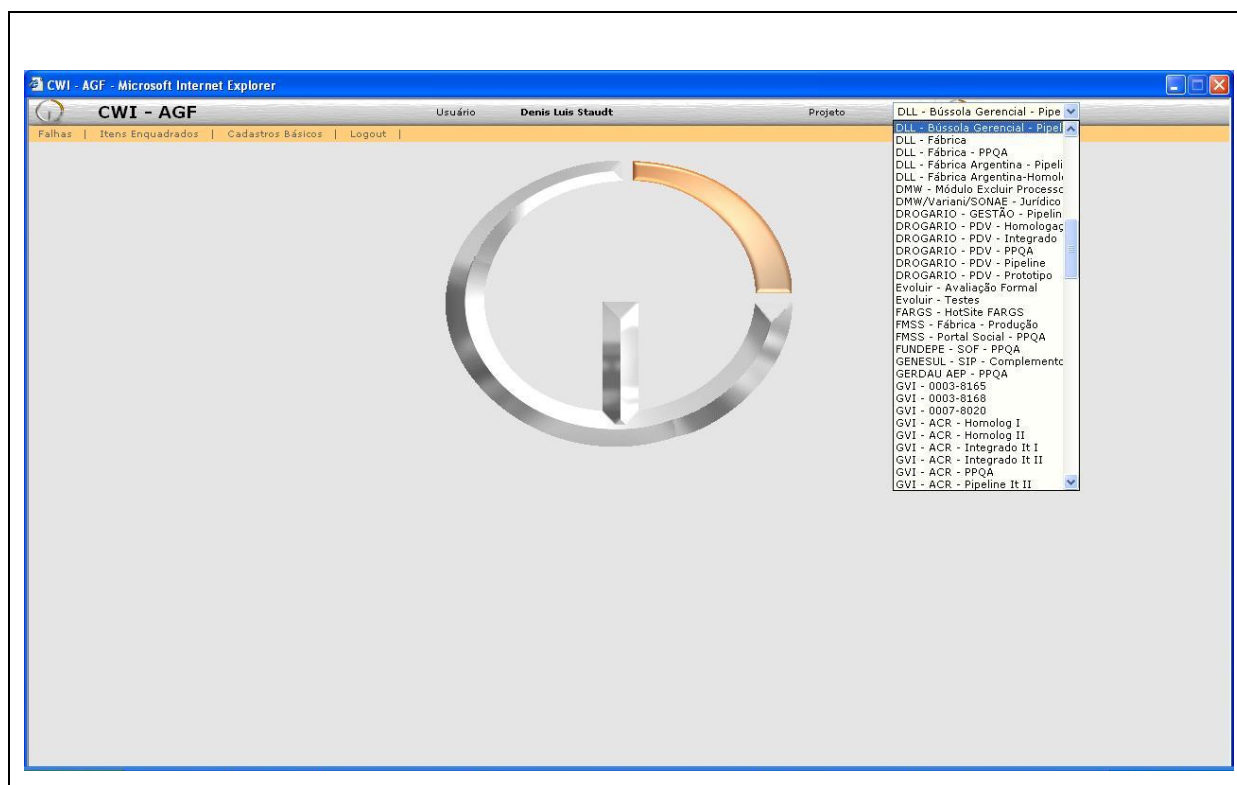 CWI - AGF - Microsoft Internet Explorer
CWI - AGF Usuário Denis Luis Staudt Projeto DLL - Bússola Gerencial - Pipe
Falhas | Itens Enquadrados | Cadastros Básicos | Logout |
DLL - Bússola Gerencial - Pipel
DLL - Fábrica
DLL - Fábrica - PPQA
DLL - Fábrica Argentina - Pipeli
DLL - Fábrica Argentina-Homol
DMW - Módulo Excluir Processo
DMW/Variani/SONAE - Jurídico
DROGARIO - GESTÃO - Pipelin
DROGARIO - PDV - Homologaç
DROGARIO - PDV - Integrado
DROGARIO - PDV - PPQA
DROGARIO - PDV - Pipeline
DROGARIO - PDV - Prototipo
Evoluir - Avaliação Formal
Evoluir - Testes
FARGS - HotSite FARGS
FMSS - Fábrica - Produção
FMSS - Portal Social - PPQA
FUNDEPE - SOF - PPQA
GENESUL - SIP - Complemento
GERDAU AEP - PPQA
GVI - 0003-8165
GVI - 0003-8168
GVI - 0007-8020
GVI - ACR - Homolog I
GVI - ACR - Homolog II
GVI - ACR - Integrado It I
GVI - ACR - Integrado It II
GVI - ACR - PPQA
GVI - ACR - Pipeline It II